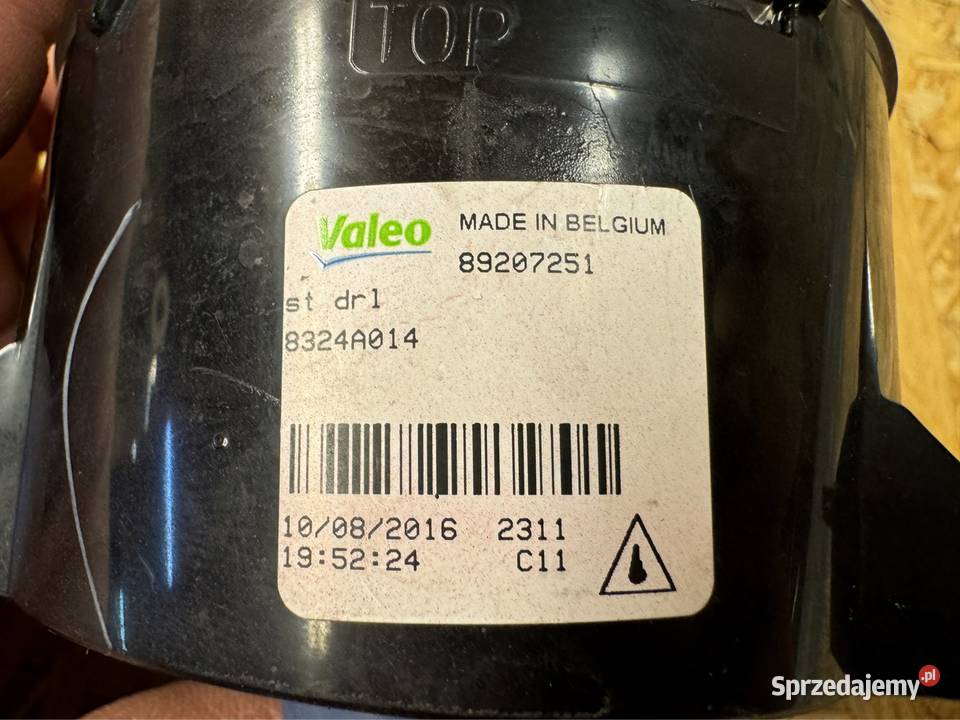 TOP
Valeo MADE IN BELGIUM
89207251
st drl
8324A014
10/08/2016 2311
19:52:24 C11
Sprzedajemy.pl